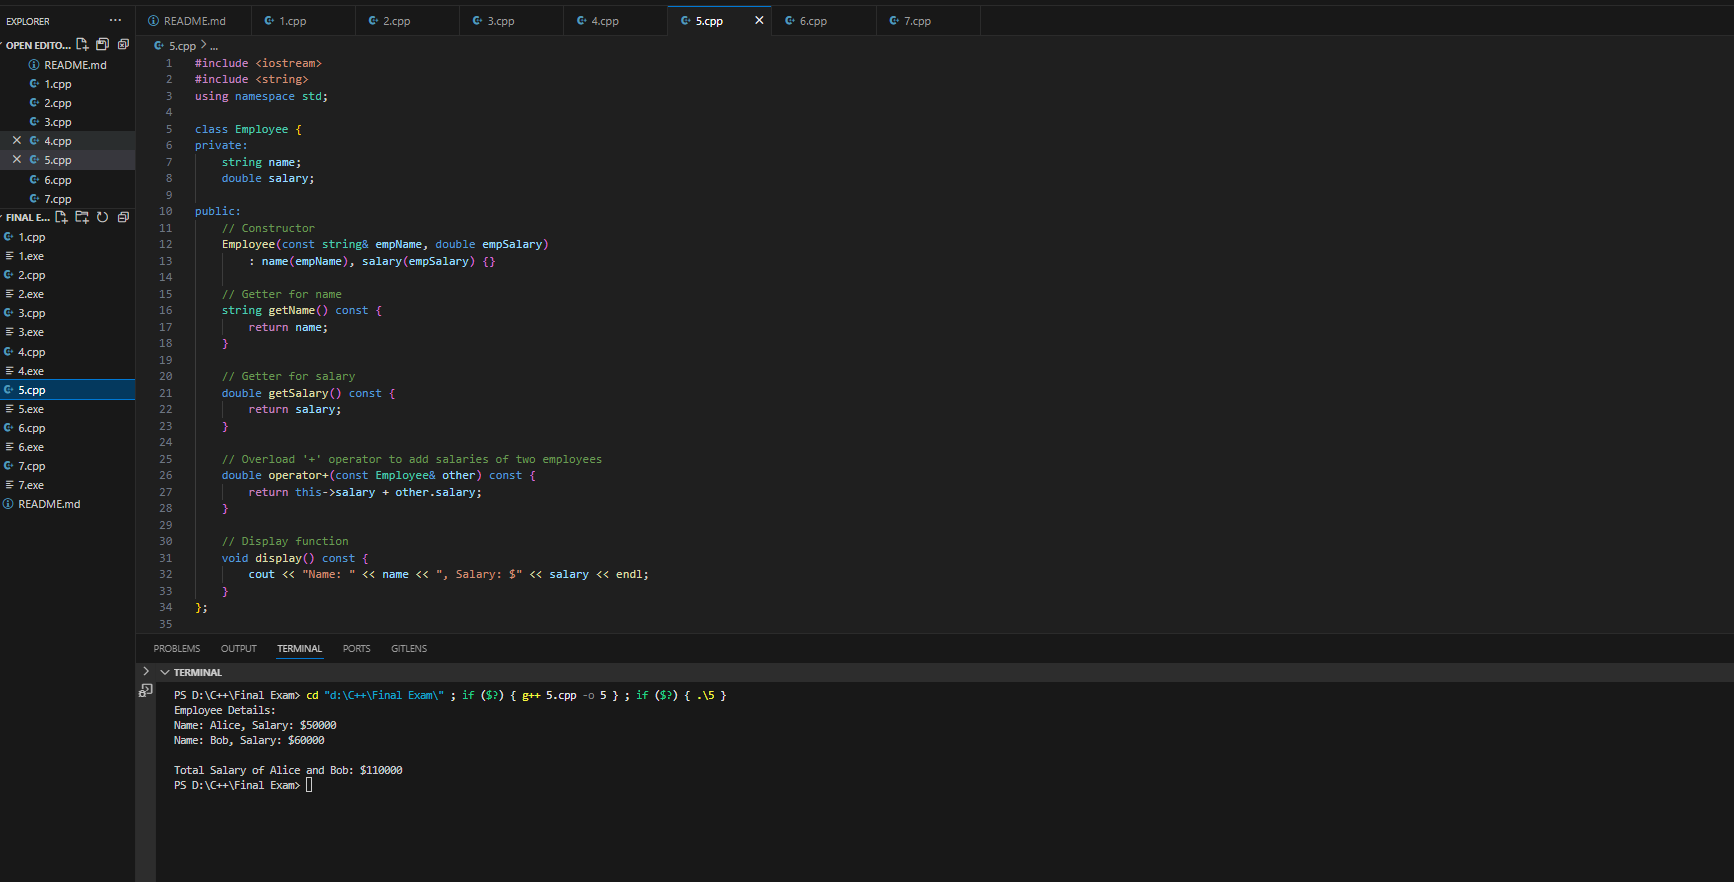 EXPLORER ···
OPEN EDITO...
README.md
1.cpp
2.cpp
3.cpp
4.cpp
5.cpp
6.cpp
7.cpp
FINAL E...
1.cpp
1.exe
2.cpp
2.exe
3.cpp
3.exe
4.cpp
4.exe
5.cpp
5.exe
6.cpp
6.exe
7.cpp
7.exe
README.md
README.md 1.cpp 2.cpp 3.cpp 4.cpp 5.cpp 6.cpp 7.cpp
5.cpp > ...
1 #include <iostream>
2 #include <string>
3 using namespace std;
4
5 class Employee {
6 private:
7     string name;
8     double salary;
9
10 public:
11     // Constructor
12     Employee(const string& empName, double empSalary)
13         : name(empName), salary(empSalary) {}
14
15     // Getter for name
16     string getName() const {
17         return name;
18     }
19
20     // Getter for salary
21     double getSalary() const {
22         return salary;
23     }
24
25     // Overload '+' operator to add salaries of two employees
26     double operator+(const Employee& other) const {
27         return this->salary + other.salary;
28     }
29
30     // Display function
31     void display() const {
32         cout << "Name: " << name << ", Salary: $" << salary << endl;
33     }
34 };
35
PROBLEMS OUTPUT TERMINAL PORTS GITLENS
TERMINAL
PS D:\C++\Final Exam> cd "d:\C++\Final Exam\" ; if ($?) { g++ 5.cpp -o 5 } ; if ($?) { .\5 }
Employee Details:
Name: Alice, Salary: $50000
Name: Bob, Salary: $60000
Total Salary of Alice and Bob: $110000
PS D:\C++\Final Exam>